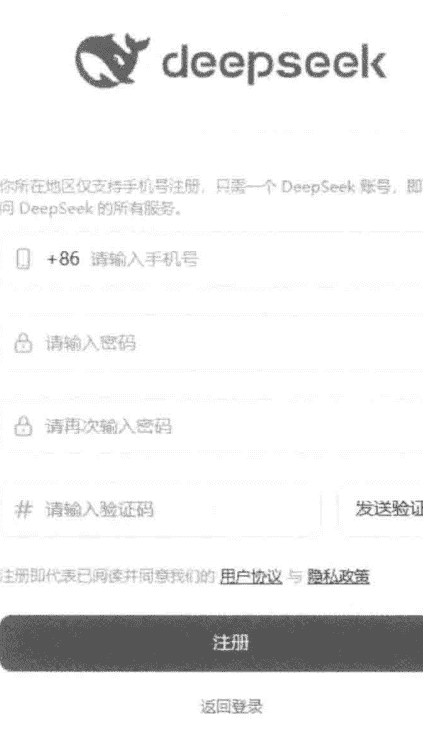 deepseek
你所在地区仅支持手机号注册，只需一个 DeepSeek 账号，即
问 DeepSeek 的所有服务。
+86 请输入手机号
请输入密码
请再次输入密码
# 请输入验证码 发送验证
注册即代表已阅读并同意我们的 用户协议 与 隐私政策
注册
返回登录